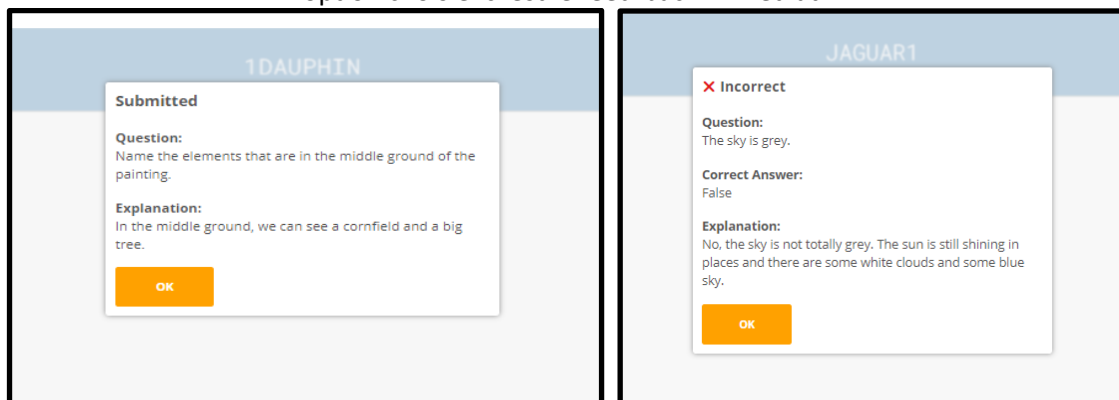 1DAUPHIN
Submitted
Question:
Name the elements that are in the middle ground of the
painting.
Explanation:
In the middle ground, we can see a cornfield and a big
tree.
OK
JAGUAR1
Incorrect
Question:
The sky is grey.
Correct Answer:
False
Explanation:
No, the sky is not totally grey. The sun is still shining in
places and there are some white clouds and some blue
sky.
OK